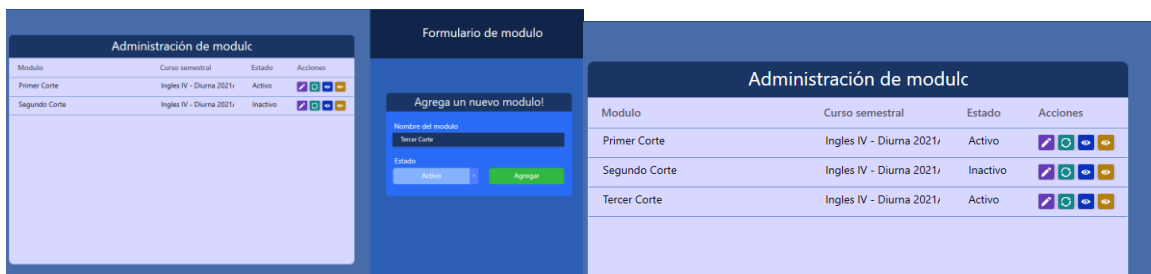 Administración de modulc
Modulo Curso semestral Estado Acciones
Primer Corte Ingles IV - Diurna 2021/ Activo
Segundo Corte Ingles IV - Diurna 2021/ Inactivo
Formulario de modulo
Agrega un nuevo modulo!
Nombre del modulo
Tercer Corte
Estado
Activo Agregar
Administración de modulc
Modulo Curso semestral Estado Acciones
Primer Corte Ingles IV - Diurna 2021/ Activo
Segundo Corte Ingles IV - Diurna 2021/ Inactivo
Tercer Corte Ingles IV - Diurna 2021/ Activo